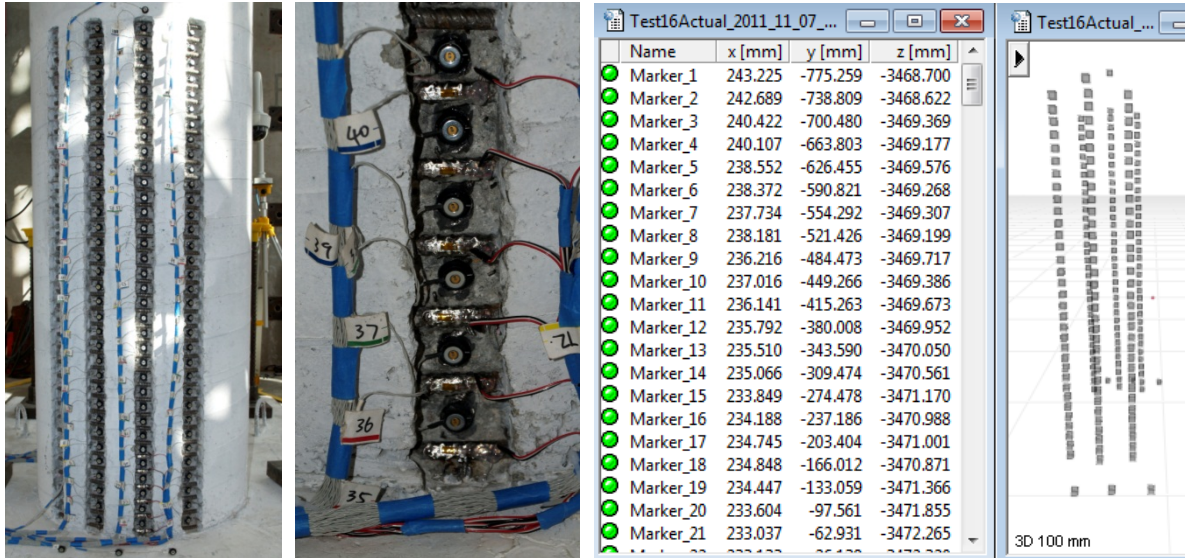 40
39
37
36
35
Test16Actual_2011_11_07_...
Name x [mm] y [mm] z [mm]
Marker_1 243.225 -775.259 -3468.700
Marker_2 242.689 -738.809 -3468.622
Marker_3 240.422 -700.480 -3469.369
Marker_4 240.107 -663.803 -3469.177
Marker_5 238.552 -626.455 -3469.576
Marker_6 238.372 -590.821 -3469.268
Marker_7 237.734 -554.292 -3469.307
Marker_8 238.181 -521.426 -3469.199
Marker_9 236.216 -484.473 -3469.717
Marker_10 237.016 -449.266 -3469.386
Marker_11 236.141 -415.263 -3469.673
Marker_12 235.792 -380.008 -3469.952
Marker_13 235.510 -343.590 -3470.050
Marker_14 235.066 -309.474 -3470.561
Marker_15 233.849 -274.478 -3471.170
Marker_16 234.188 -237.186 -3470.988
Marker_17 234.745 -203.404 -3471.001
Marker_18 234.848 -166.012 -3470.871
Marker_19 234.447 -133.059 -3471.366
Marker_20 233.604 -97.561 -3471.855
Marker_21 233.037 -62.931 -3472.265
Test16Actual_...
3D 100 mm